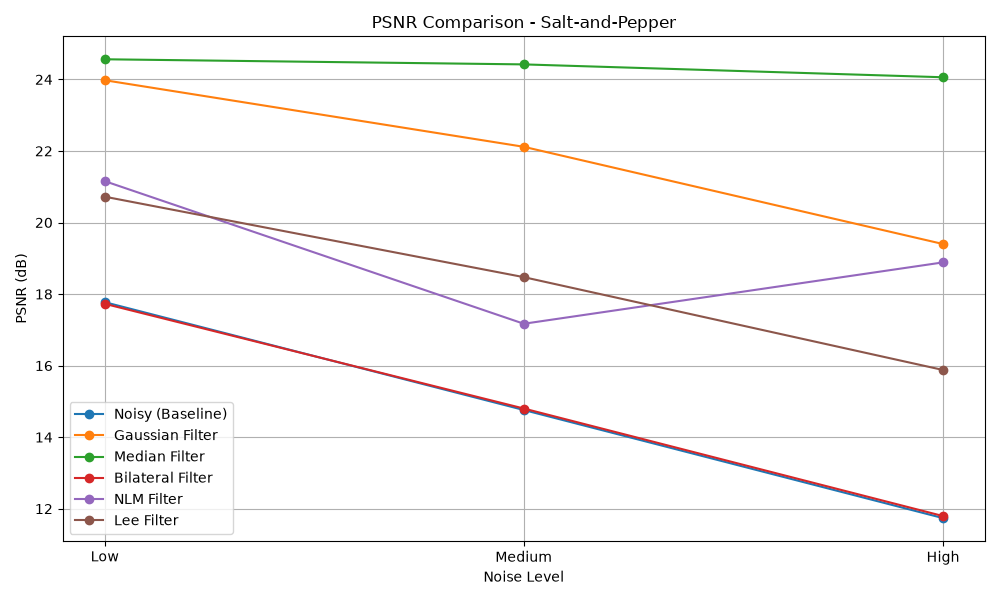 PSNR Comparison - Salt-and-Pepper
PSNR (dB)
24
22
20
18
16
14
12
Noisy (Baseline)
Gaussian Filter
Median Filter
Bilateral Filter
NLM Filter
Lee Filter
Low
Medium
High
Noise Level